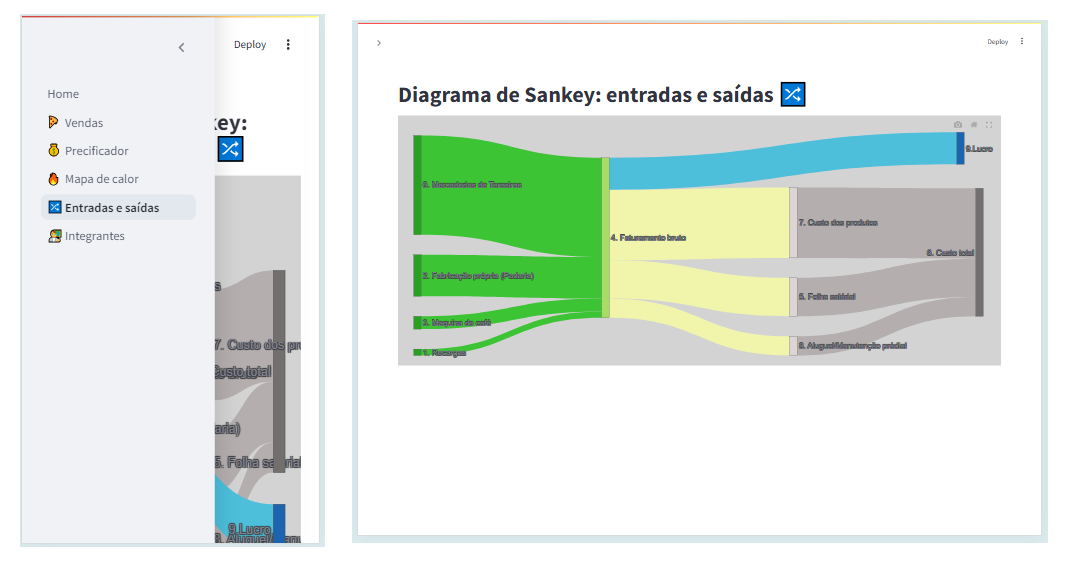 Deploy
Home
Vendas
Precificador
Mapa de calor
Entradas e saídas
Integrantes
key:
s
7. Custo dos pro
Custo total
aria)
5. Folha salarial
9.Lucro
8. Aluguel/Manu
Deploy
Diagrama de Sankey: entradas e saídas
0. Mercadorias de Terceiros
2. Fabricação própria (Padaria)
3. Maquina de café
1. Recargas
4. Faturamento bruto
9.Lucro
7. Custo dos produtos
6. Custo total
5. Folha salarial
8. Aluguel/Manutenção prédial